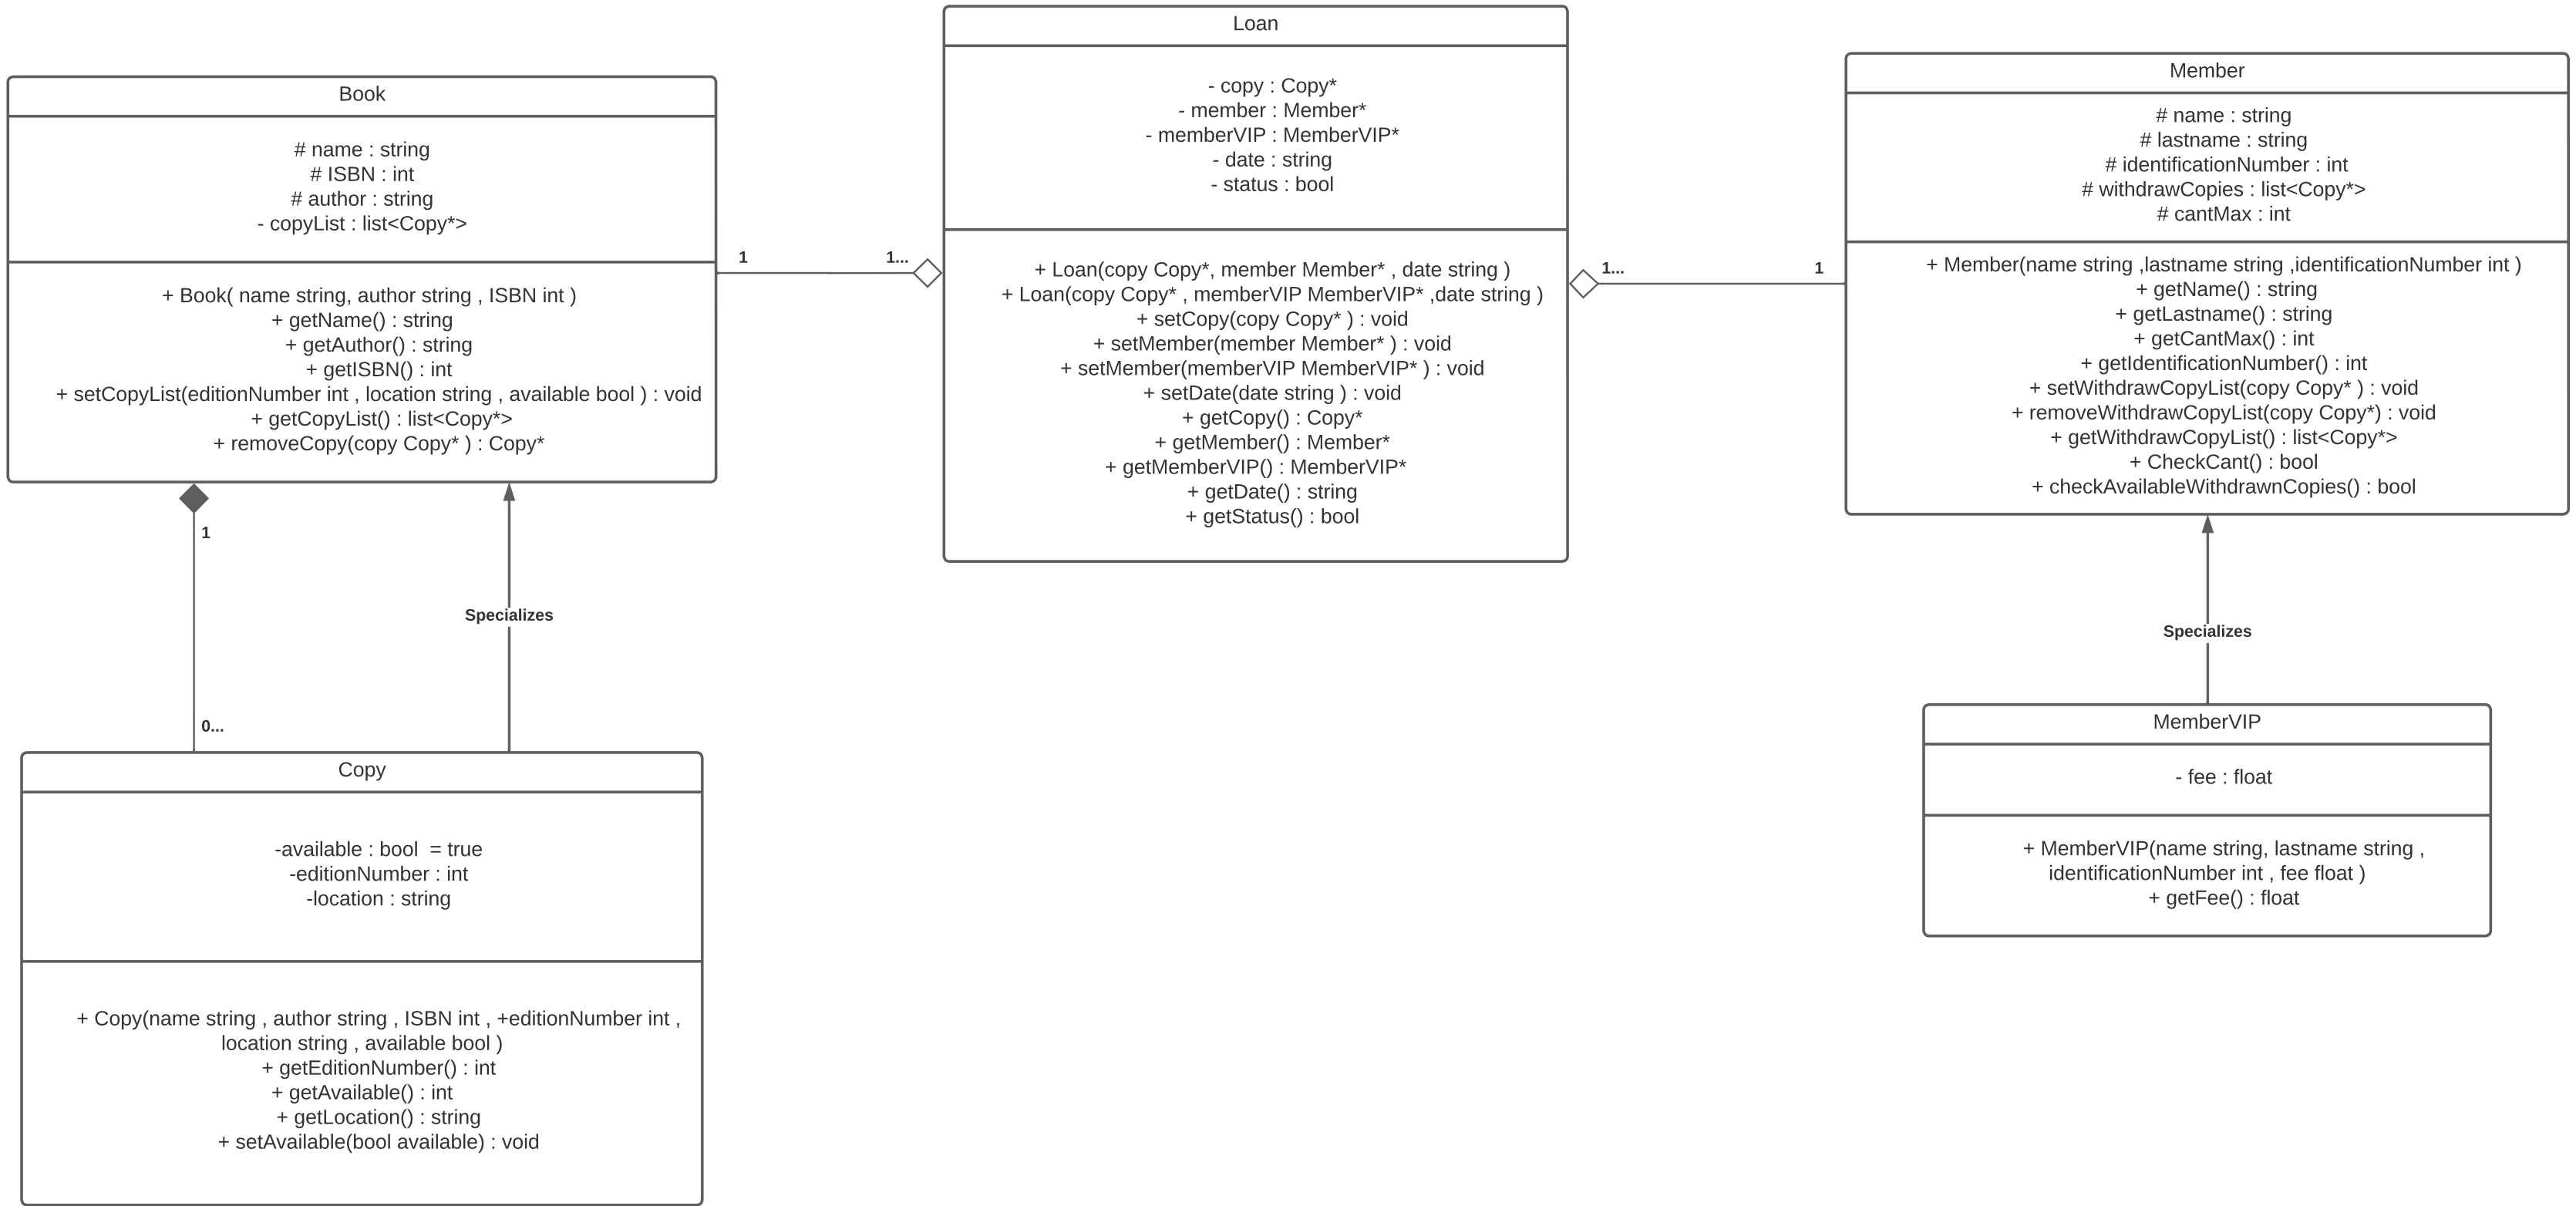 Book
# name : string
# ISBN : int
# author : string
- copyList : list<Copy*>
+ Book( name string, author string , ISBN int )
+ getName() : string
+ getAuthor() : string
+ getISBN() : int
+ setCopyList(editionNumber int , location string , available bool ) : void
+ getCopyList() : list<Copy*>
+ removeCopy(copy Copy* ) : Copy*
1
1...
Loan
- copy : Copy*
- member : Member*
- memberVIP : MemberVIP*
- date : string
- status : bool
+ Loan(copy Copy*, member Member* , date string )
+ Loan(copy Copy* , memberVIP MemberVIP* ,date string )
+ setCopy(copy Copy* ) : void
+ setMember(member Member* ) : void
+ setMember(memberVIP MemberVIP* ) : void
+ setDate(date string ) : void
+ getCopy() : Copy*
+ getMember() : Member*
+ getMemberVIP() : MemberVIP*
+ getDate() : string
+ getStatus() : bool
1...
1
Member
# name : string
# lastname : string
# identificationNumber : int
# withdrawCopies : list<Copy*>
# cantMax : int
+ Member(name string ,lastname string ,identificationNumber int )
+ getName() : string
+ getLastname() : string
+ getCantMax() : int
+ getIdentificationNumber() : int
+ setWithdrawCopyList(copy Copy* ) : void
+ removeWithdrawCopyList(copy Copy*) : void
+ getWithdrawCopyList() : list<Copy*>
+ CheckCant() : bool
+ checkAvailableWithdrawnCopies() : bool
1
0...
Specializes
Specializes
Copy
-available : bool  = true
-editionNumber : int
-location : string
+ Copy(name string , author string , ISBN int , +editionNumber int ,
location string , available bool )
+ getEditionNumber() : int
+ getAvailable() : int
+ getLocation() : string
+ setAvailable(bool available) : void
MemberVIP
- fee : float
+ MemberVIP(name string, lastname string ,
identificationNumber int , fee float )
+ getFee() : float